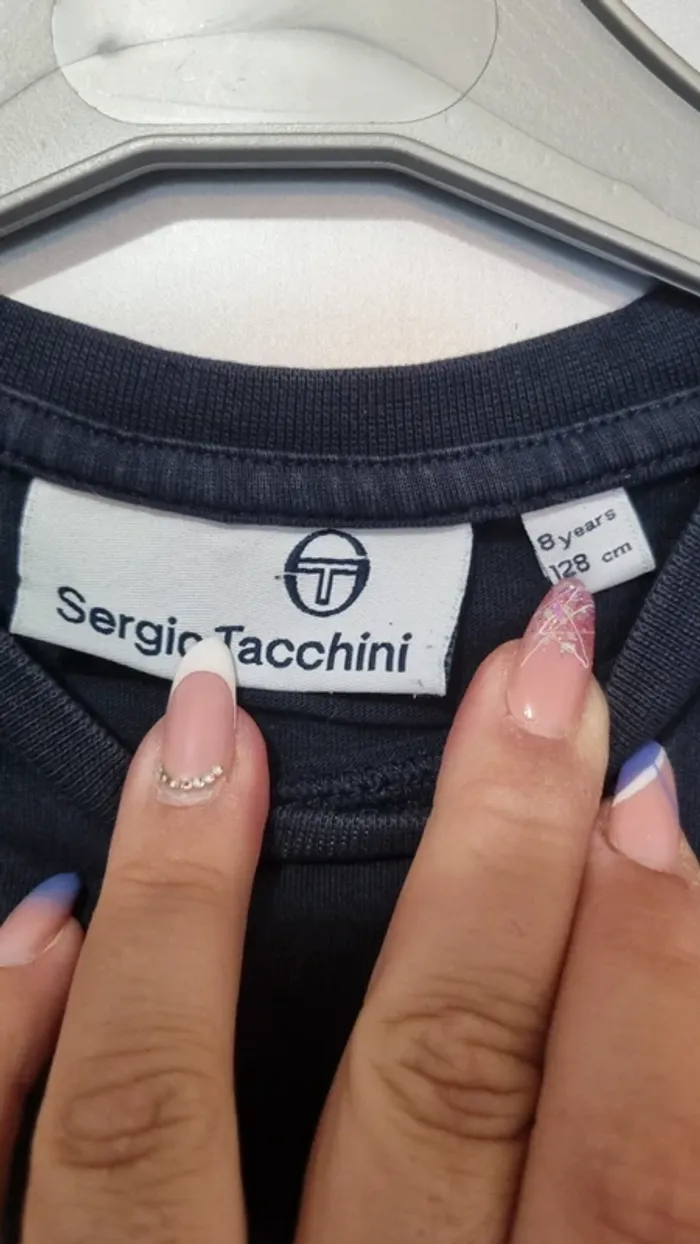 Sergio Tacchini
8 years
128 cm